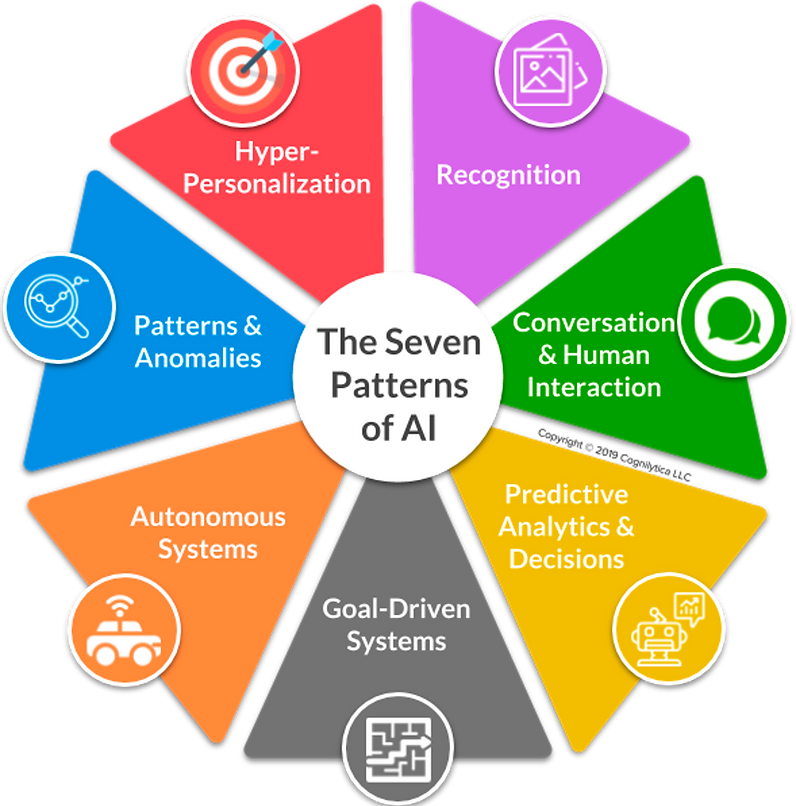 The Seven
Patterns
of AI
Hyper-
Personalization
Recognition
Conversation
& Human
Interaction
Copyright © 2019 Cognilytica LLC
Predictive
Analytics &
Decisions
Goal-Driven
Systems
Autonomous
Systems
Patterns &
Anomalies